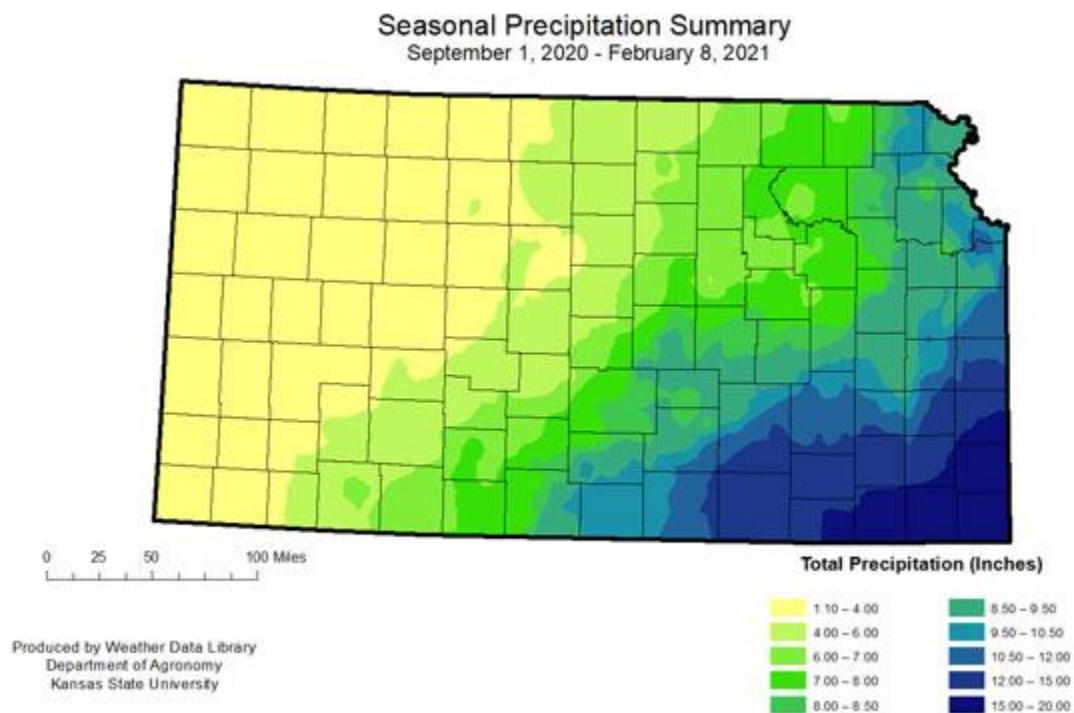 Seasonal Precipitation Summary
September 1, 2020 - February 8, 2021
0 25 50 100 Miles
Total Precipitation (Inches)
1.10 – 4.00
4.00 – 6.00
6.00 – 7.00
7.00 – 8.00
8.00 – 8.50
8.50 – 9.50
9.50 – 10.50
10.50 – 12.00
12.00 – 15.00
15.00 – 20.00
Produced by Weather Data Library
Department of Agronomy
Kansas State University